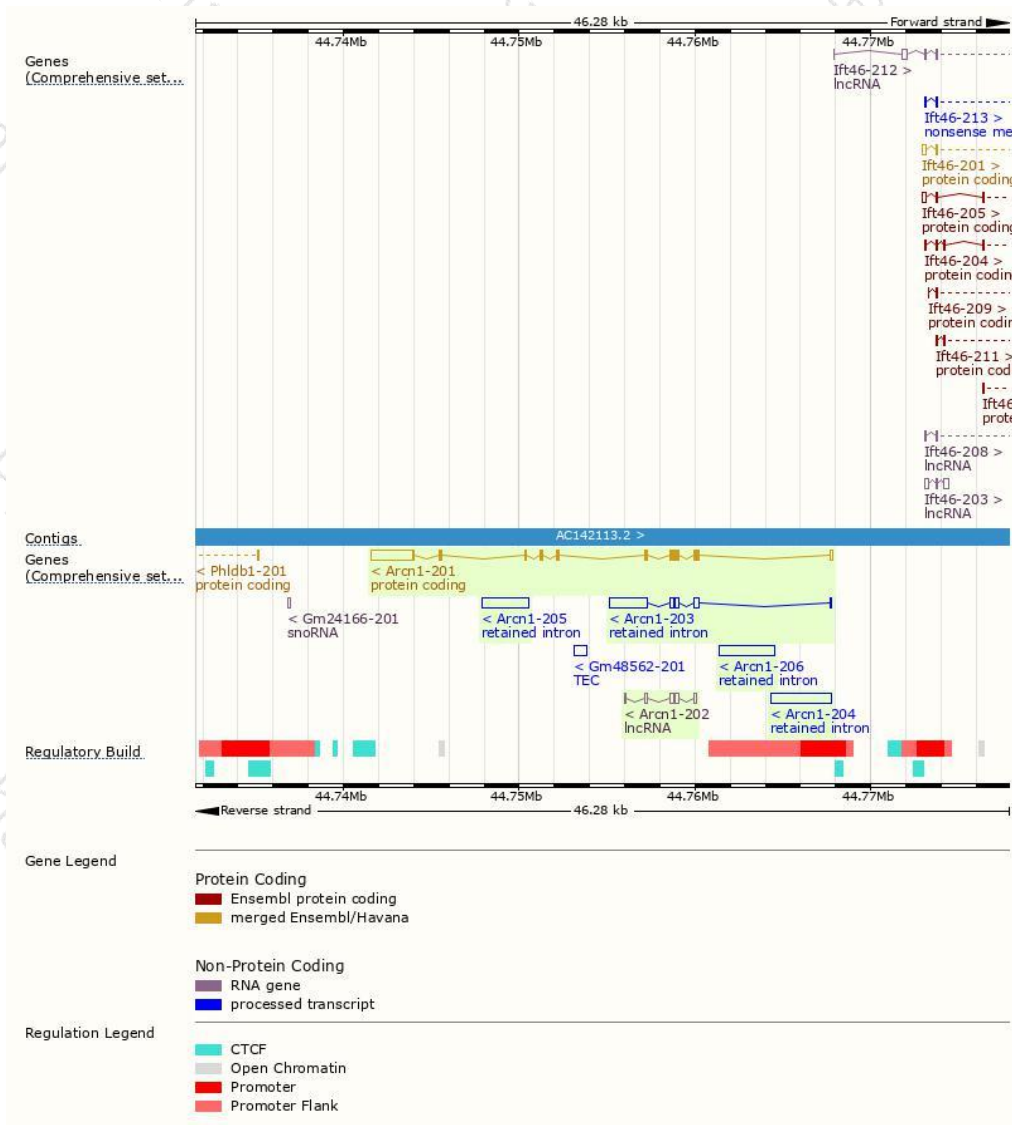 46.28 kb
Forward strand
44.74Mb 44.75Mb 44.76Mb 44.77Mb
Genes
(Comprehensive set...
Ift46-212 >
lncRNA
Ift46-213 >
nonsense me
Ift46-201 >
protein coding
Ift46-205 >
protein coding
Ift46-204 >
protein codin
Ift46-209 >
protein codin
Ift46-211 >
protein cod
Ift46
prote
Ift46-208 >
lncRNA
Ift46-203 >
lncRNA
Contigs
AC142113.2 >
Genes
(Comprehensive set...
< Phldb1-201
protein coding
< Arcn1-201
protein coding
< Gm24166-201
snoRNA
< Arcn1-205
retained intron
< Arcn1-203
retained intron
< Gm48562-201
TEC
< Arcn1-206
retained intron
< Arcn1-202
lncRNA
< Arcn1-204
retained intron
Regulatory Build
44.74Mb 44.75Mb 44.76Mb 44.77Mb
Reverse strand
46.28 kb
Gene Legend
Protein Coding
Ensembl protein coding
merged Ensembl/Havana
Non-Protein Coding
RNA gene
processed transcript
Regulation Legend
CTCF
Open Chromatin
Promoter
Promoter Flank